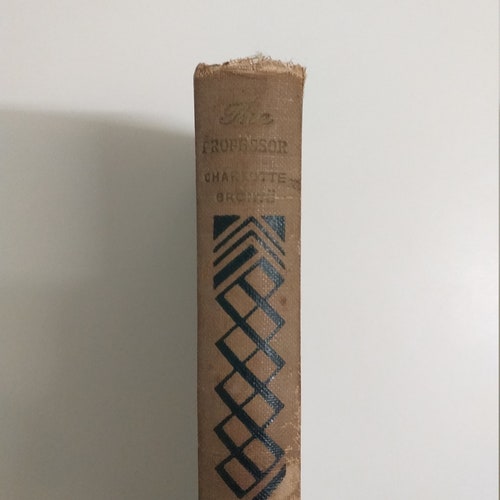 The
PROFESSOR
CHARLOTTE
BRONTË